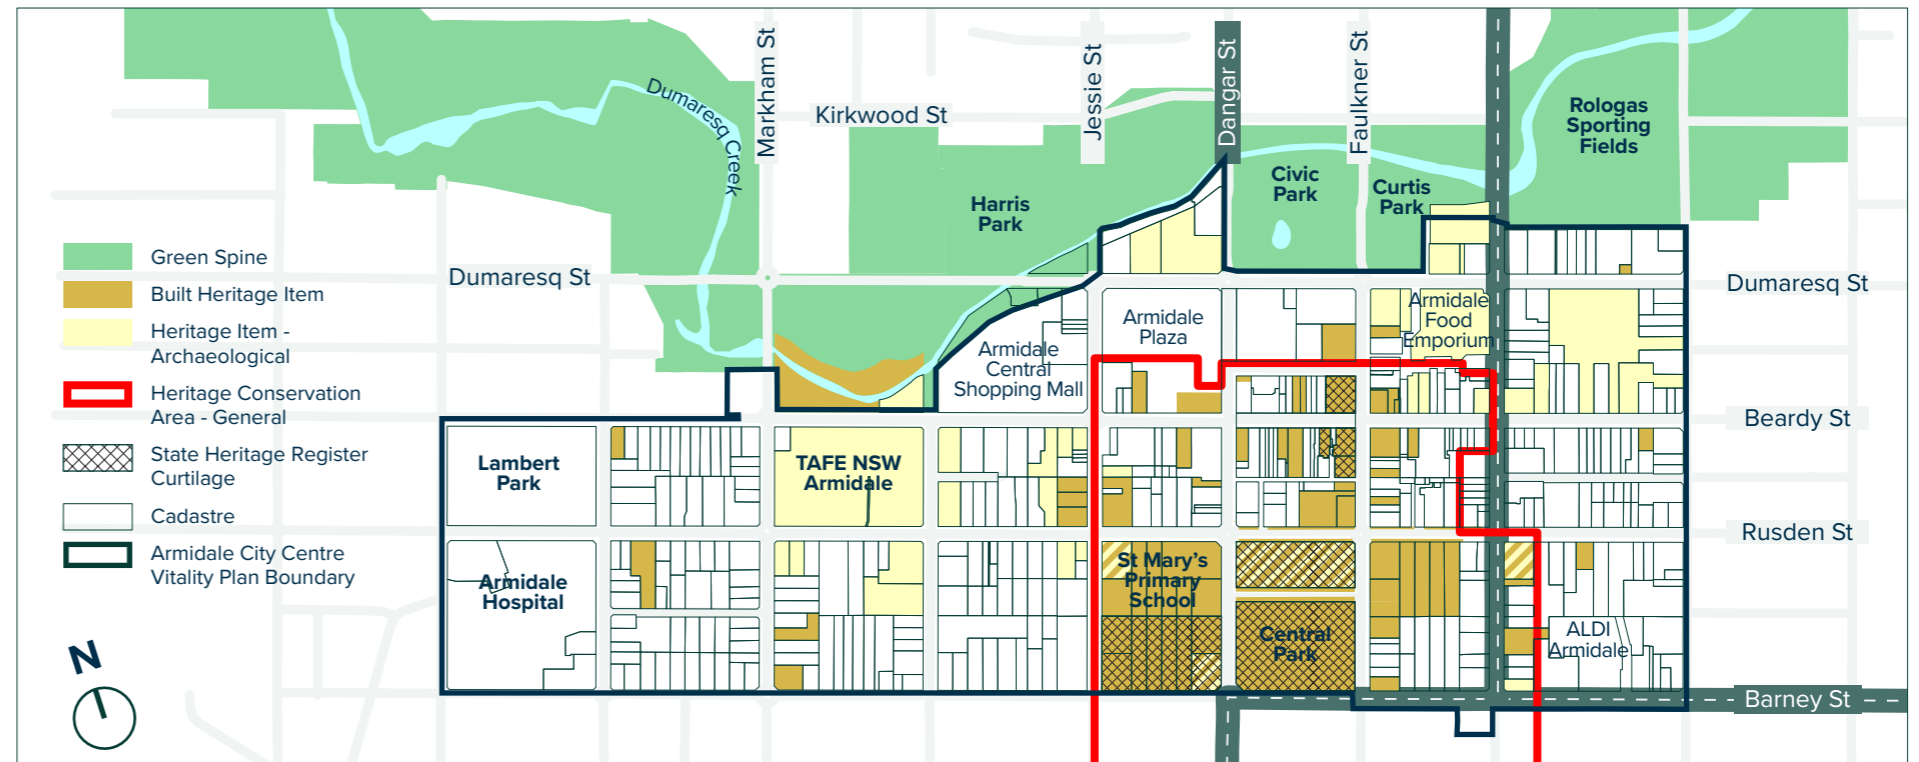 Markham St
Jessie St
Dangar St
Faulkner St
Dumaresq Creek
Kirkwood St
Rologas
Sporting
Fields
Harris
Park
Civic
Park
Curtis
Park
Green Spine
Built Heritage Item
Heritage Item -
Archaeological
Heritage Conservation
Area - General
State Heritage Register
Curtilage
Cadastre
Armidale City Centre
Vitality Plan Boundary
N
Dumaresq St
Dumaresq St
Armidale
Plaza
Armidale
Food
Emporium
Armidale
Central
Shopping Mall
Beardy St
Lambert
Park
TAFE NSW
Armidale
Rusden St
Armidale
Hospital
St Mary's
Primary
School
Central
Park
ALDI
Armidale
Barney St